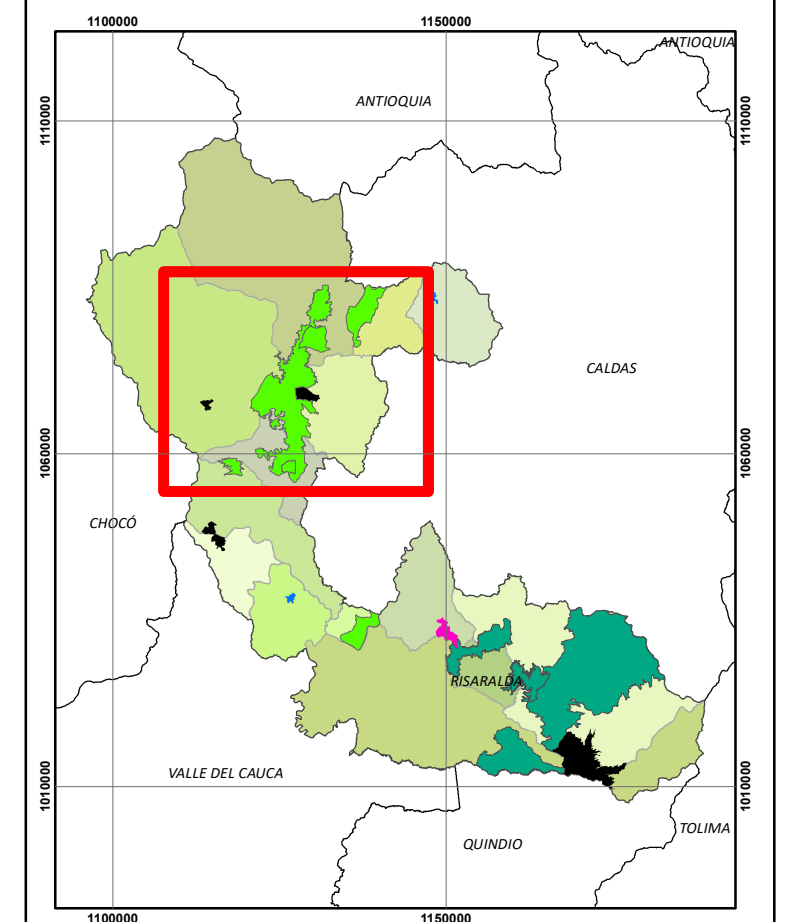 1100000 1150000
ANTIOQUIA
ANTIOQUIA
1110000 1110000
CALDAS
1060000 1060000
CHOCÓ
RISARALDA
VALLE DEL CAUCA
1010000 1010000
TOLIMA
QUINDIO
1100000 1150000